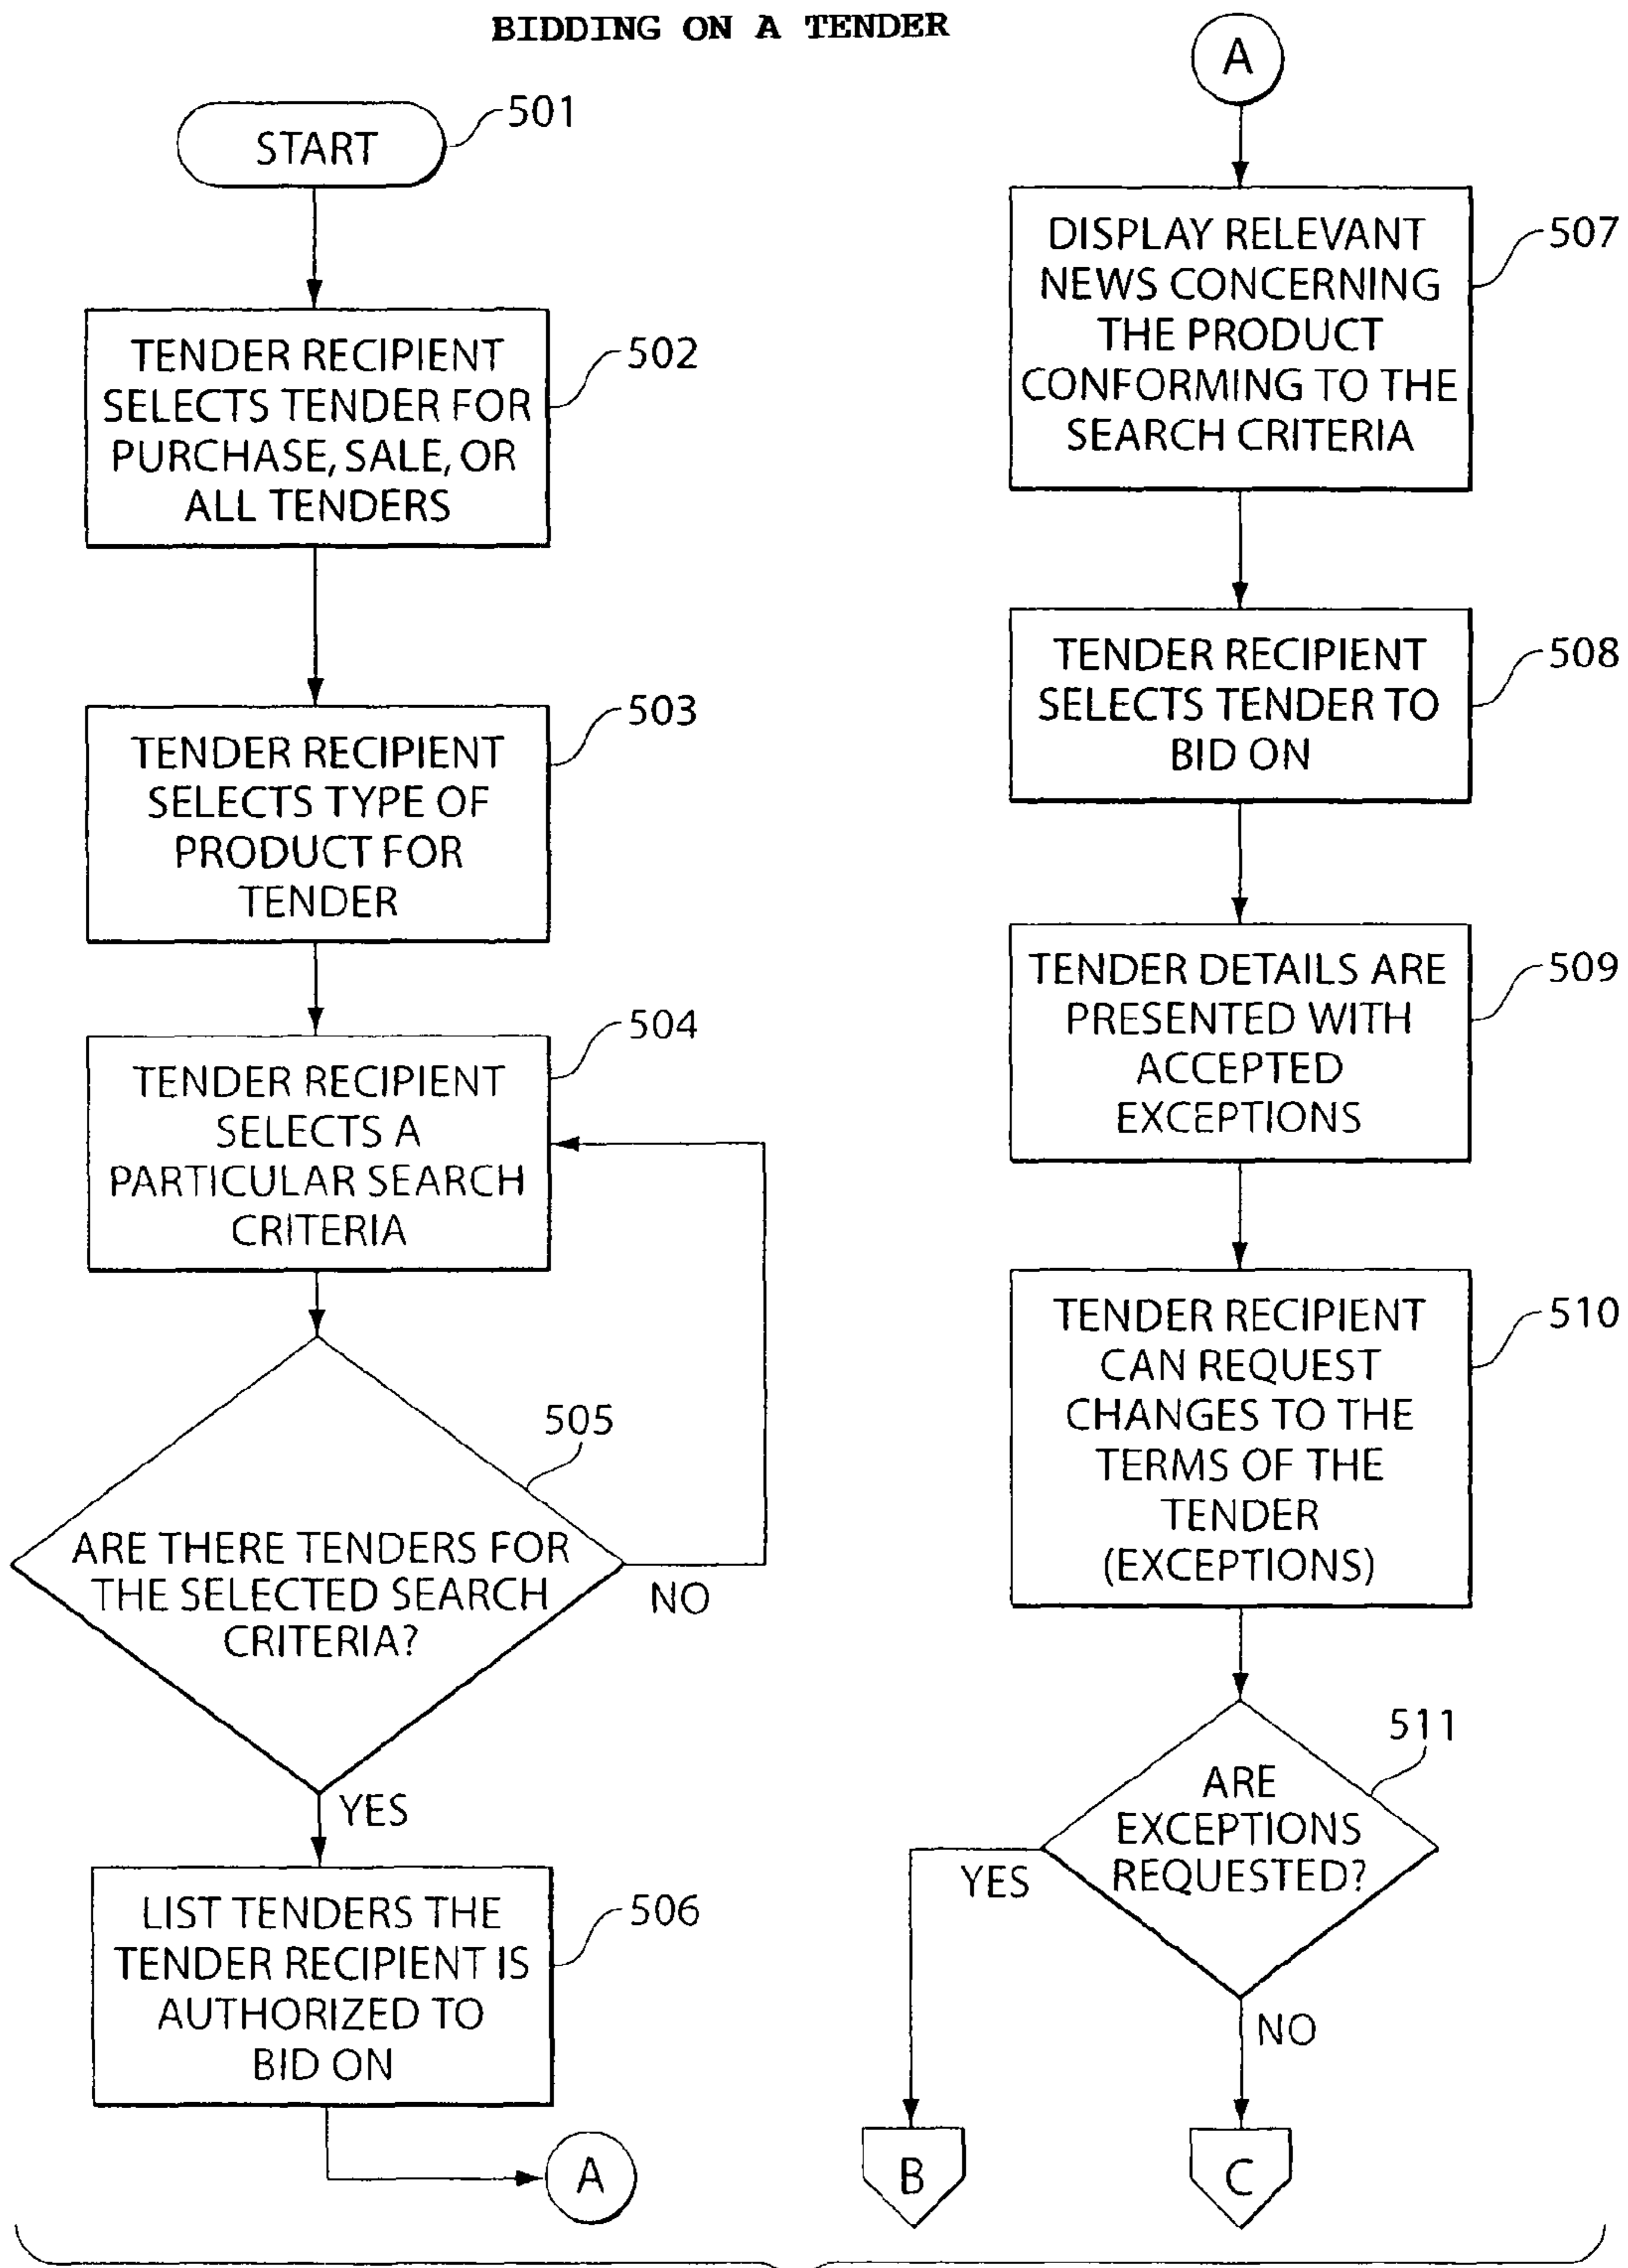 BIDDING ON A TENDER
START
501
TENDER RECIPIENT
SELECTS TENDER FOR
PURCHASE, SALE, OR
ALL TENDERS
502
TENDER RECIPIENT
SELECTS TYPE OF
PRODUCT FOR
TENDER
503
TENDER RECIPIENT
SELECTS A
PARTICULAR SEARCH
CRITERIA
504
505
ARE THERE TENDERS FOR
THE SELECTED SEARCH
CRITERIA?
NO
YES
LIST TENDERS THE
TENDER RECIPIENT IS
AUTHORIZED TO
BID ON
506
A
A
DISPLAY RELEVANT
NEWS CONCERNING
THE PRODUCT
CONFORMING TO THE
SEARCH CRITERIA
507
TENDER RECIPIENT
SELECTS TENDER TO
BID ON
508
TENDER DETAILS ARE
PRESENTED WITH
ACCEPTED
EXCEPTIONS
509
TENDER RECIPIENT
CAN REQUEST
CHANGES TO THE
TERMS OF THE
TENDER
(EXCEPTIONS)
510
511
ARE
EXCEPTIONS
REQUESTED?
YES
NO
B
C